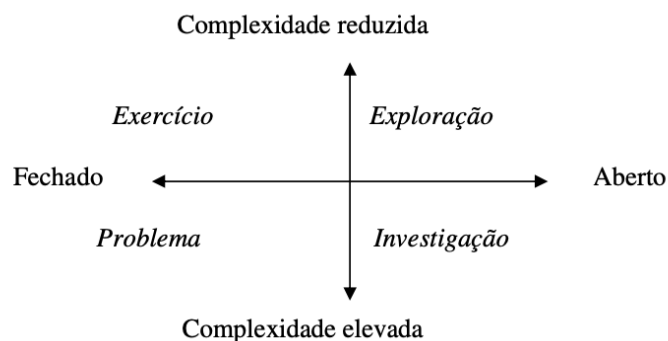 Complexidade reduzida
Exercício
Exploração
Fechado
Aberto
Problema
Investigação
Complexidade elevada